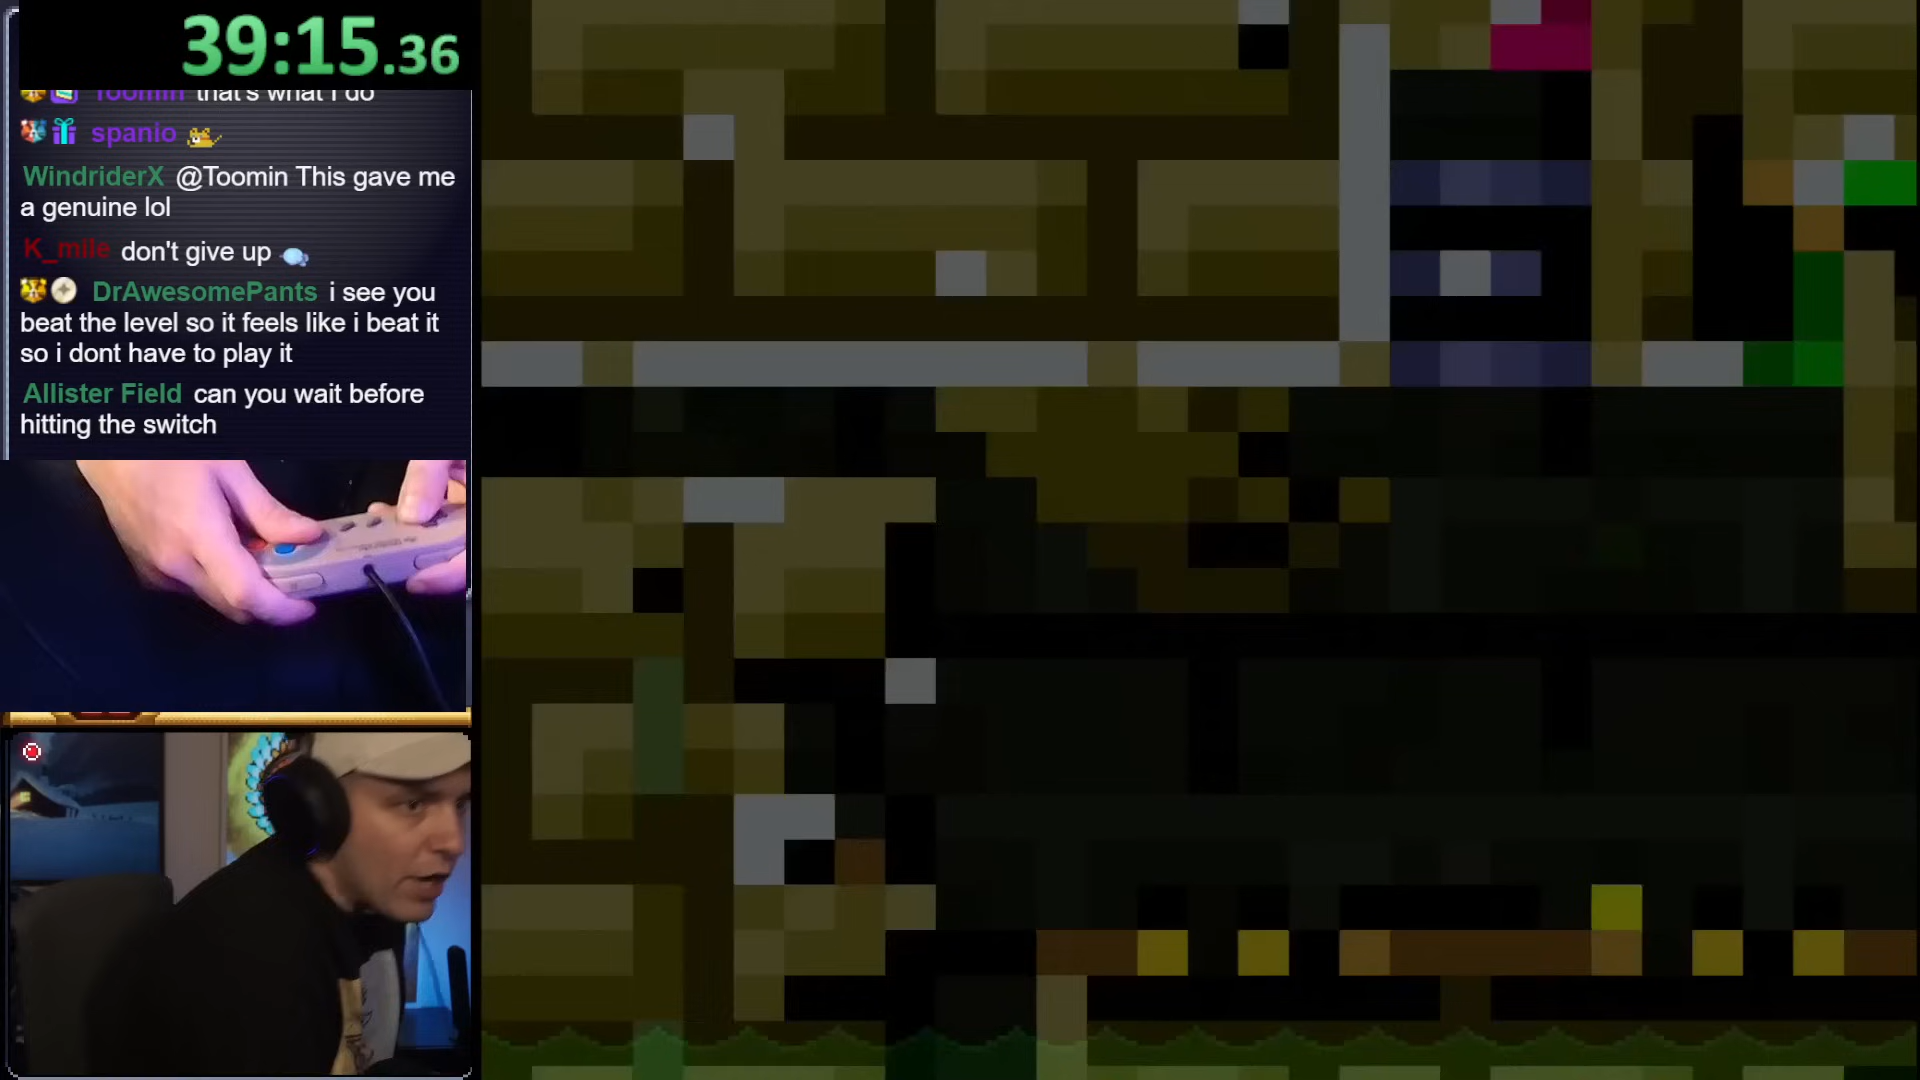 39:15.36
Toomin that's what I do
spanio
WindriderX @Toomin This gave me
a genuine lol
K_mile don't give up
DrAwesomePants i see you
beat the level so it feels like i beat it
so i dont have to play it
Allister Field can you wait before
hitting the switch